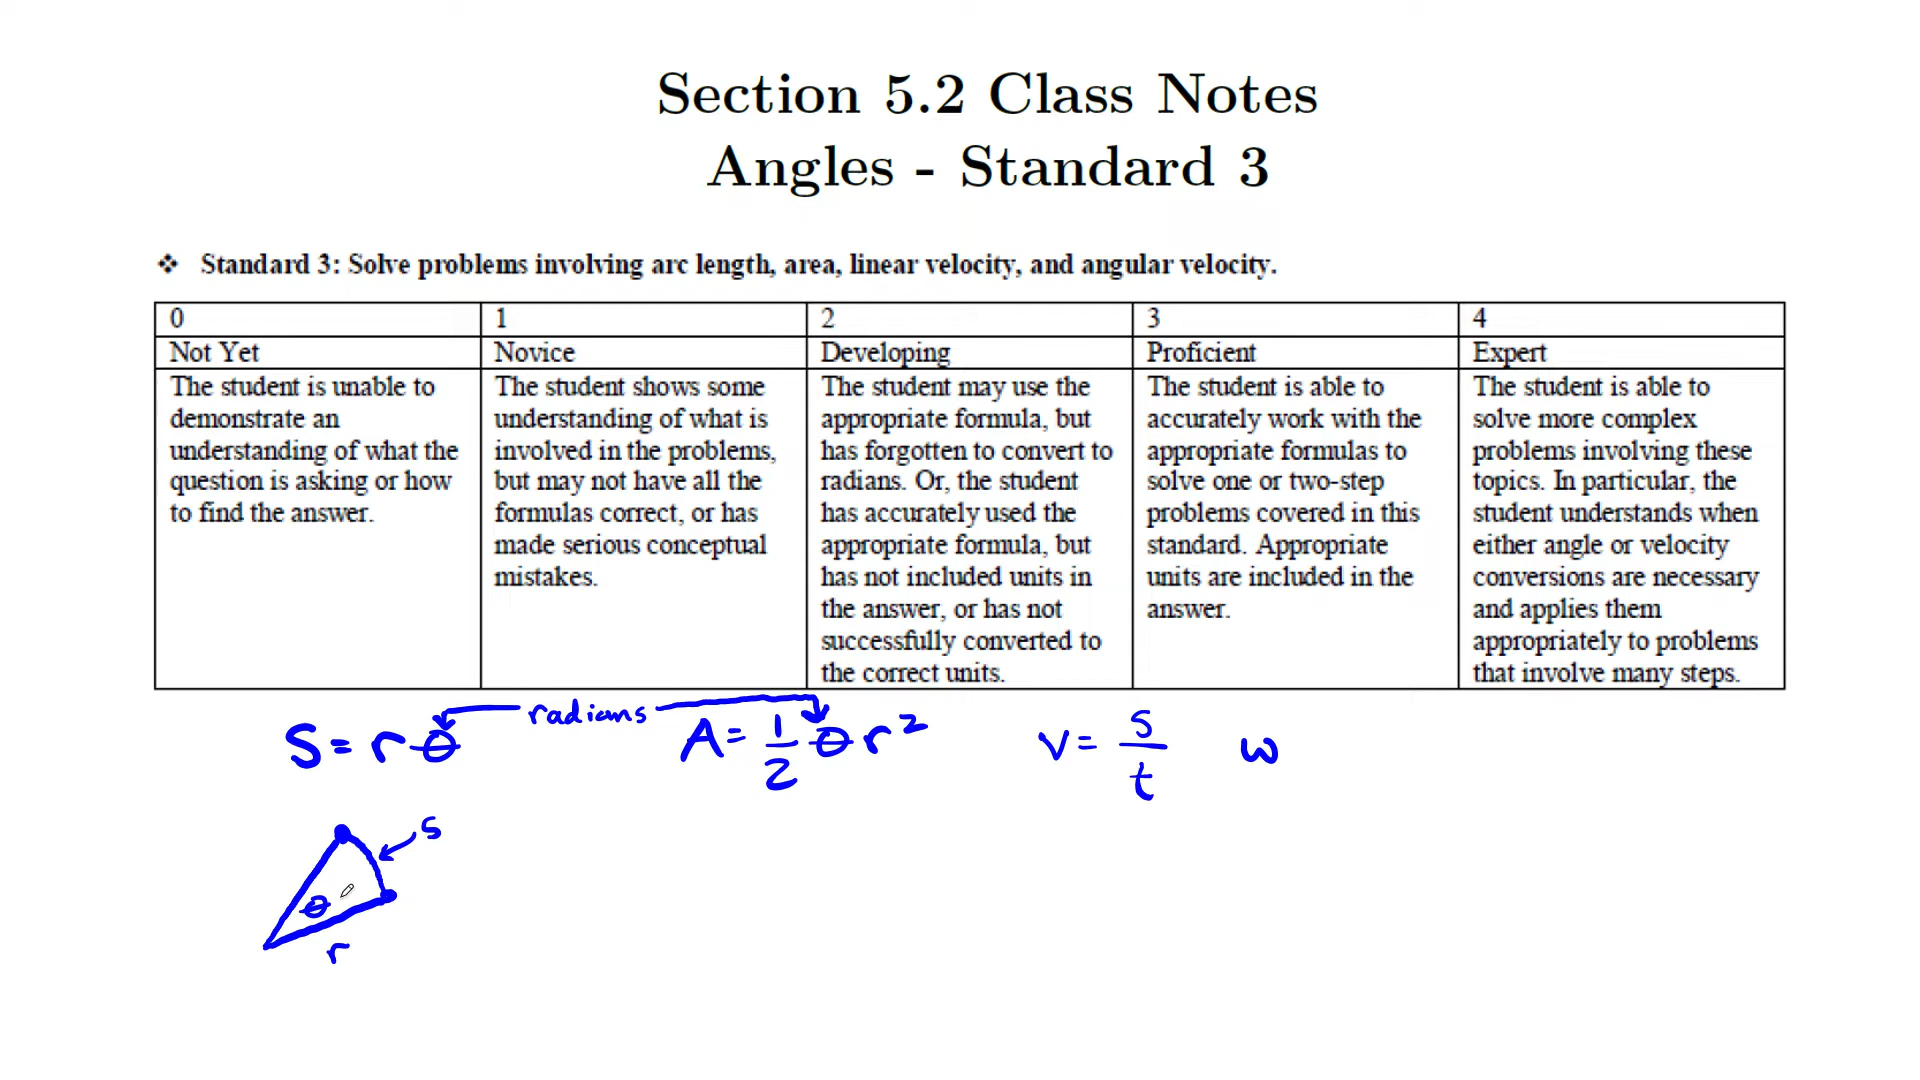 Section 5.2 Class Notes
Angles - Standard 3
❖ Standard 3: Solve problems involving arc length, area, linear velocity, and angular velocity.
0
Not Yet
The student is unable to
demonstrate an
understanding of what the
question is asking or how
to find the answer.
1
Novice
The student shows some
understanding of what is
involved in the problems,
but may not have all the
formulas correct, or has
made serious conceptual
mistakes.
2
Developing
The student may use the
appropriate formula, but
has forgotten to convert to
radians. Or, the student
has accurately used the
appropriate formula, but
has not included units in
the answer, or has not
successfully converted to
the correct units.
3
Proficient
The student is able to
accurately work with the
appropriate formulas to
solve one or two-step
problems covered in this
standard. Appropriate
units are included in the
answer.
4
Expert
The student is able to
solve more complex
problems involving these
topics. In particular, the
student understands when
either angle or velocity
conversions are necessary
and applies them
appropriately to problems
that involve many steps.
radians
S = rθ
A = 1/2 θ r²
v = s/t
ω
s
θ
r